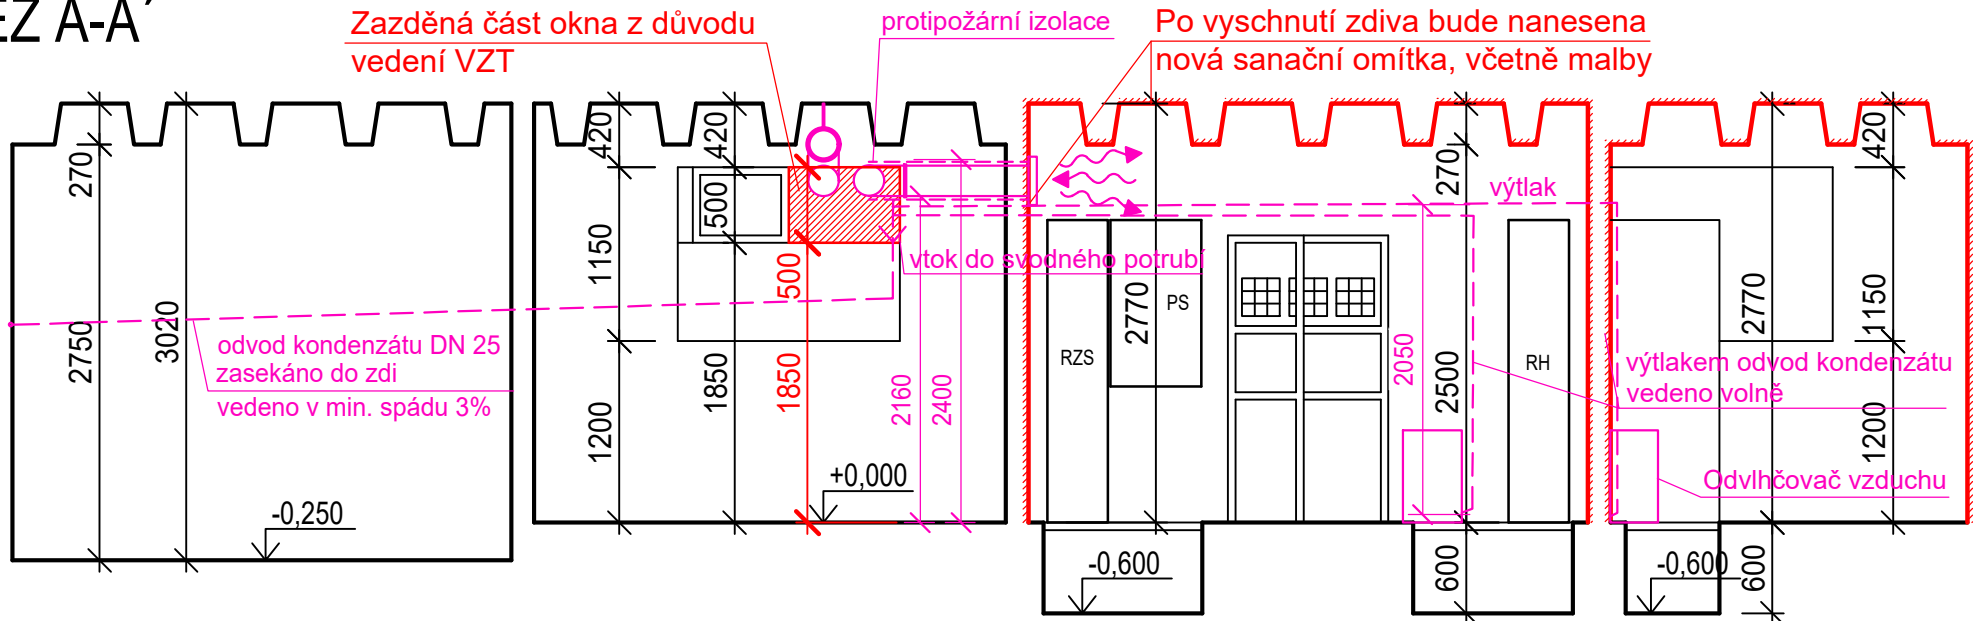 EZ A-A´
Zazděná část okna z důvodu
vedení VZT
protipožární izolace
Po vyschnutí zdiva bude nanesena
nová sanační omítka, včetně malby
270
2750
3020
odvod kondenzátu DN 25
zasekáno do zdi
vedeno v min. spádu 3%
-0,250
420
1150
1200
420
500
1850
500
1850
+0,000
2160
2400
vtok do svodného potrubí
RZS
PS
2770
-0,600
270
2500
2050
600
výtlak
RH
2770
600
420
1150
1200
výtlakem odvod kondenzátu
vedeno volně
Odvlhčovač vzduchu
-0,600